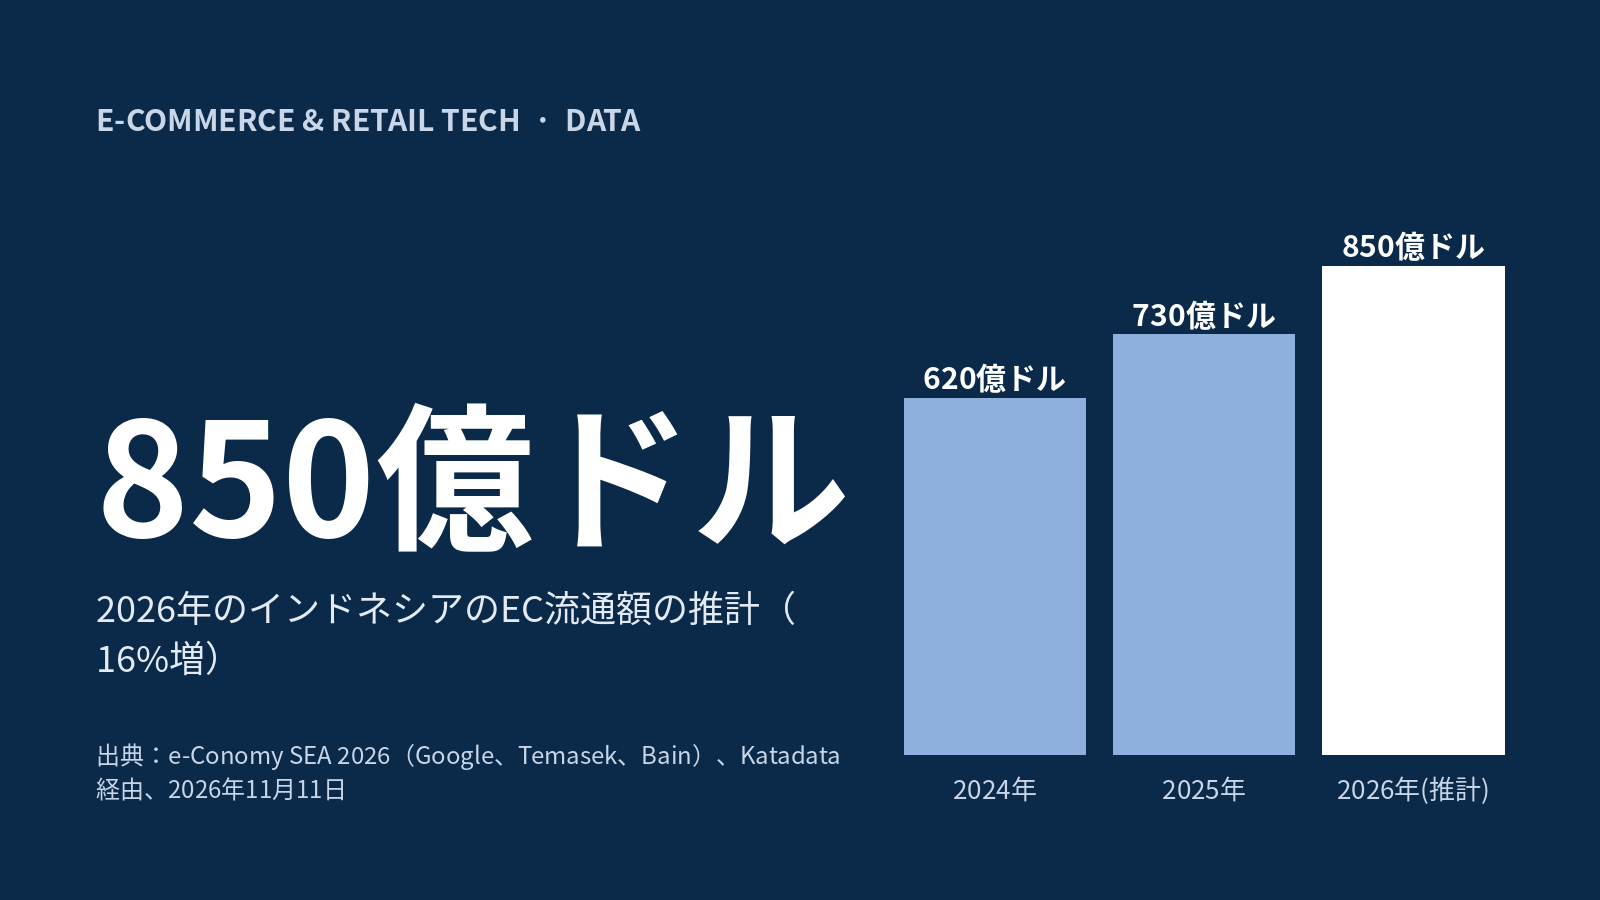 E-COMMERCE & RETAIL TECH · DATA
850億ドル
2026年のインドネシアのEC流通額の推計（
16%増）
出典：e-Conomy SEA 2026（Google、Temasek、Bain）、Katadata
経由、2026年11月11日
620億ドル
730億ドル
850億ドル
2024年
2025年
2026年(推計)